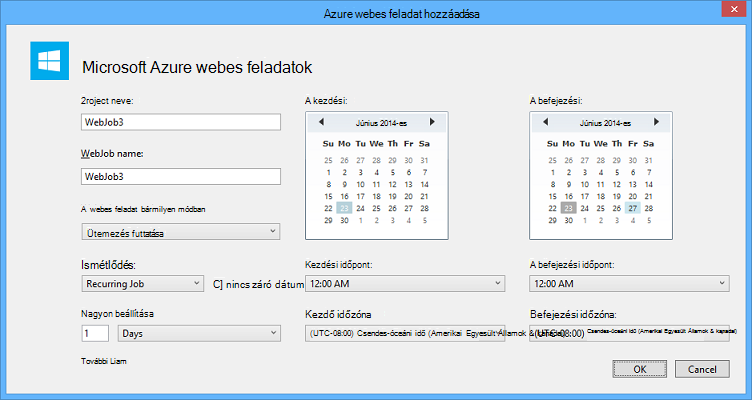 Azure webes feladat hozzáadása
Microsoft Azure webes feladatok
2roject neve:
WebJob3
WebJob name:
WebJob3
A webes feladat bármilyen módban
Ütemezés futtatása
Ismétlődés:
Recurring Job
C] nincs záró dátum
Nagyon beállítása
1 Days
További Liam
A kezdési:
Június 2014-es
Su Mo Tu We Th Fr Sa
25 26 27 28 29 30 31
1 2 3 4 5 6 7
8 9 10 11 12 13 14
15 16 17 18 19 20 21
22 23 24 25 26 27 28
29 30 1 2 3 4 5
Kezdési időpont:
12:00 AM
Kezdő időzóna
(UTC-08:00) Csendes-óceáni idő (Amerikai Egyesült Államok &
A befejezési:
Június 2014-es
Su Mo Tu We Th Fr Sa
25 26 27 28 29 30 31
1 2 3 4 5 6 7
8 9 10 11 12 13 14
15 16 17 18 19 20 21
22 23 24 25 26 27 28
29 30 1 2 3 4 5
A befejezési időpont:
12:00 AM
Befejezési időzóna:
(UTC-08:00) Csendes-óceáni idő (Amerikai Egyesült Államok & kanadai)
OK Cancel